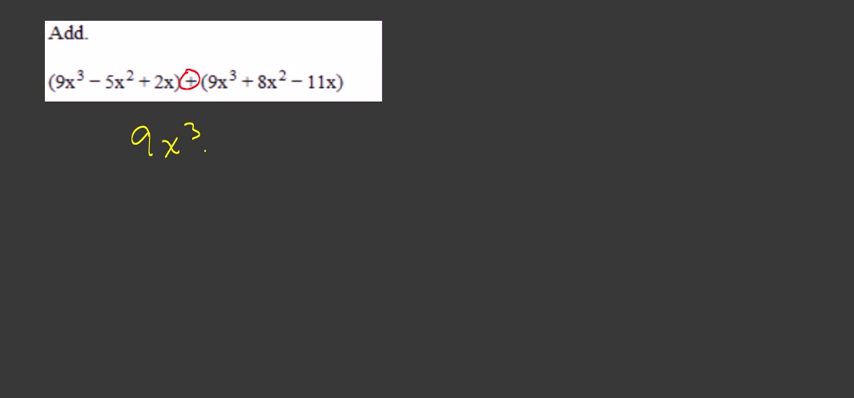 Add.
(9x³ – 5x² + 2x) + (9x³ + 8x² – 11x)
9x³.